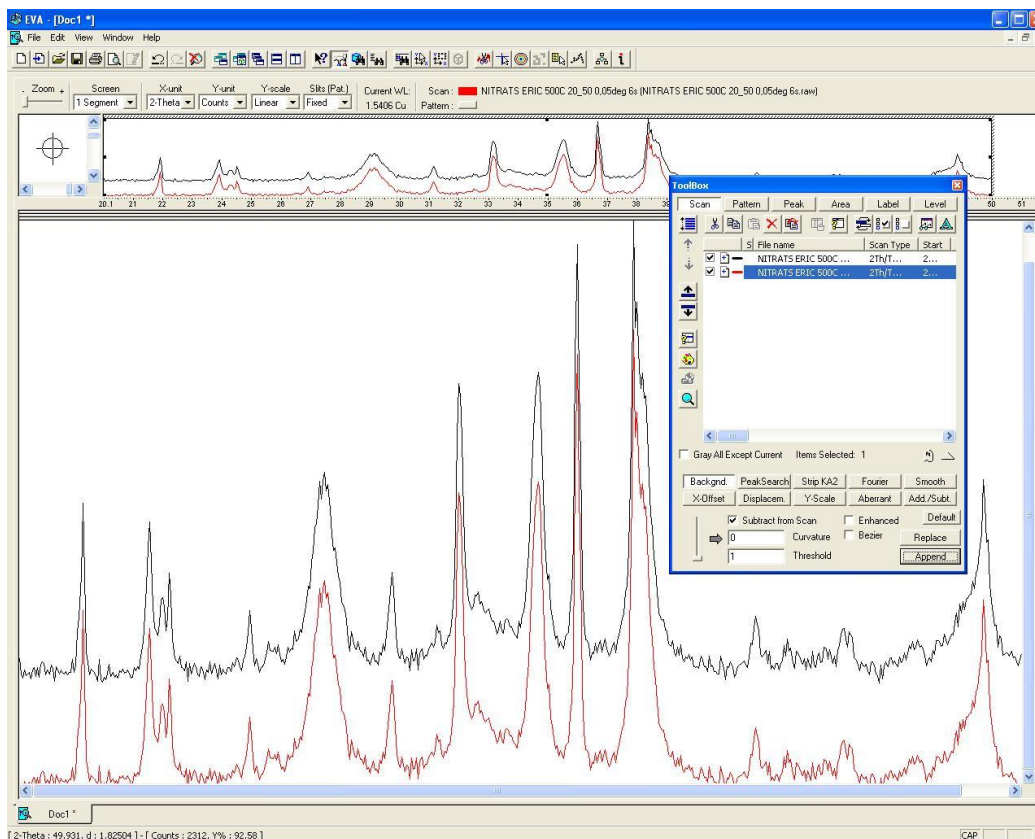 EVA - [Doc1 *]
File Edit View Window Help
- Zoom + Screen X-unit Y-unit Y-scale Slits (Pat.) Current WL: Scan : NITRATS ERIC 500C 20_50 0,05deg 6s (NITRATS ERIC 500C 20_50 0,05deg 6s.raw)
1 Segment 2-Theta Counts Linear Fixed 1.5406 Cu Pattern :
20.1 22 23 24 25 26 27 28 29 30 31 32 33 34 35 36 37 38 50 51
ToolBox
Scan Pattern Peak Area Label Level
S File name Scan Type Start
NITRATS ERIC 500C ... 2Th/T... 2...
NITRATS ERIC 500C ... 2Th/T... 2...
Gray All Except Current Items Selected: 1
Backgnd. PeakSearch Strip KA2 Fourier Smooth
X-Offset Displacem. Y-Scale Aberrant Add./Subt.
Subtract from Scan Enhanced Default
0 Curvature Bezier Replace
1 Threshold Append
Doc1 *
[ 2-Theta : 49.931, d : 1.82504 ] - [ Counts : 2312, Y% : 92.58 ] CAP